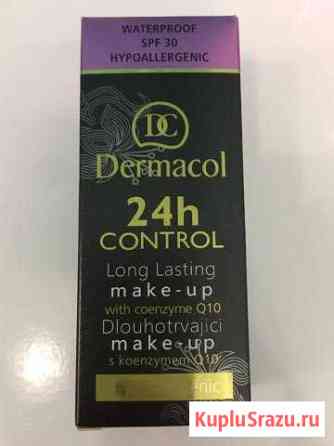 WATERPROOF
SPF 30
HYPOALLERGENIC
DC
Dermacol
24h
CONTROL
Long Lasting
make-up
with coenzyme Q10
Dlouhotrvající
make-up
s koenzymem Q10
KupluSrazu.ru